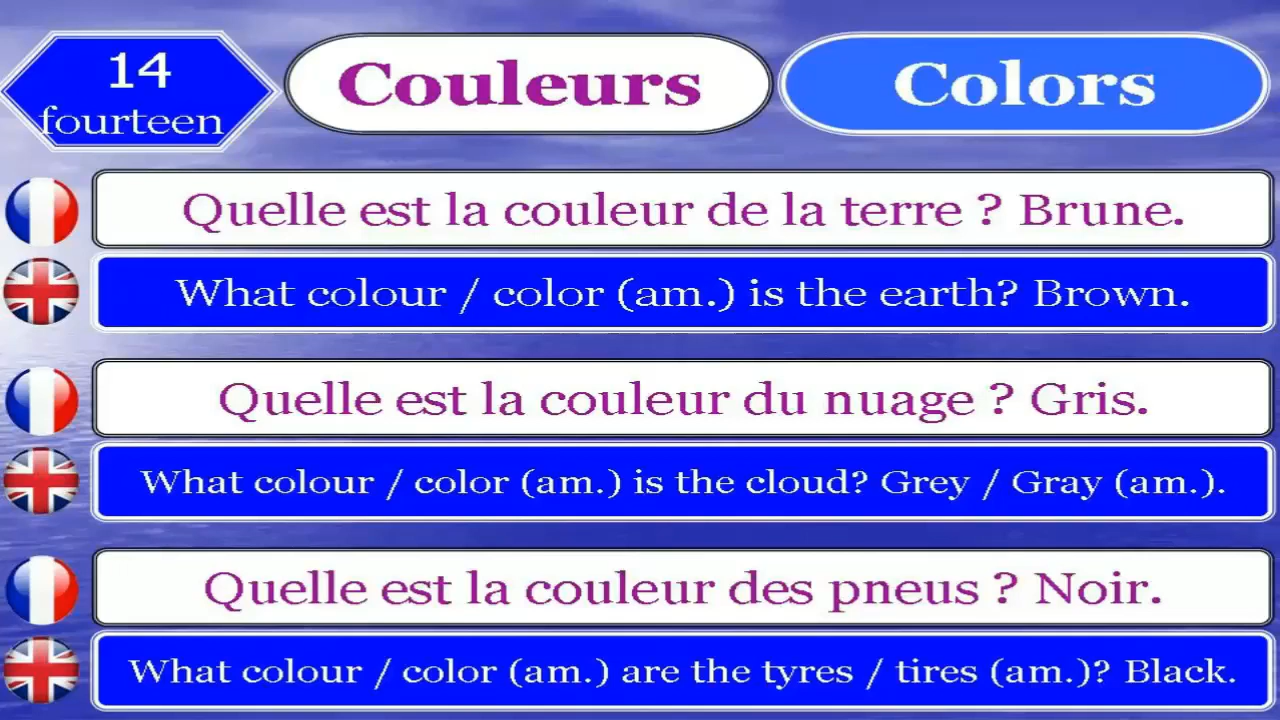 14
fourteen
Couleurs
Colors
Quelle est la couleur de la terre ? Brune.
What colour / color (am.) is the earth? Brown.
Quelle est la couleur du nuage ? Gris.
What colour / color (am.) is the cloud? Grey / Gray (am.).
Quelle est la couleur des pneus ? Noir.
What colour / color (am.) are the tyres / tires (am.)? Black.